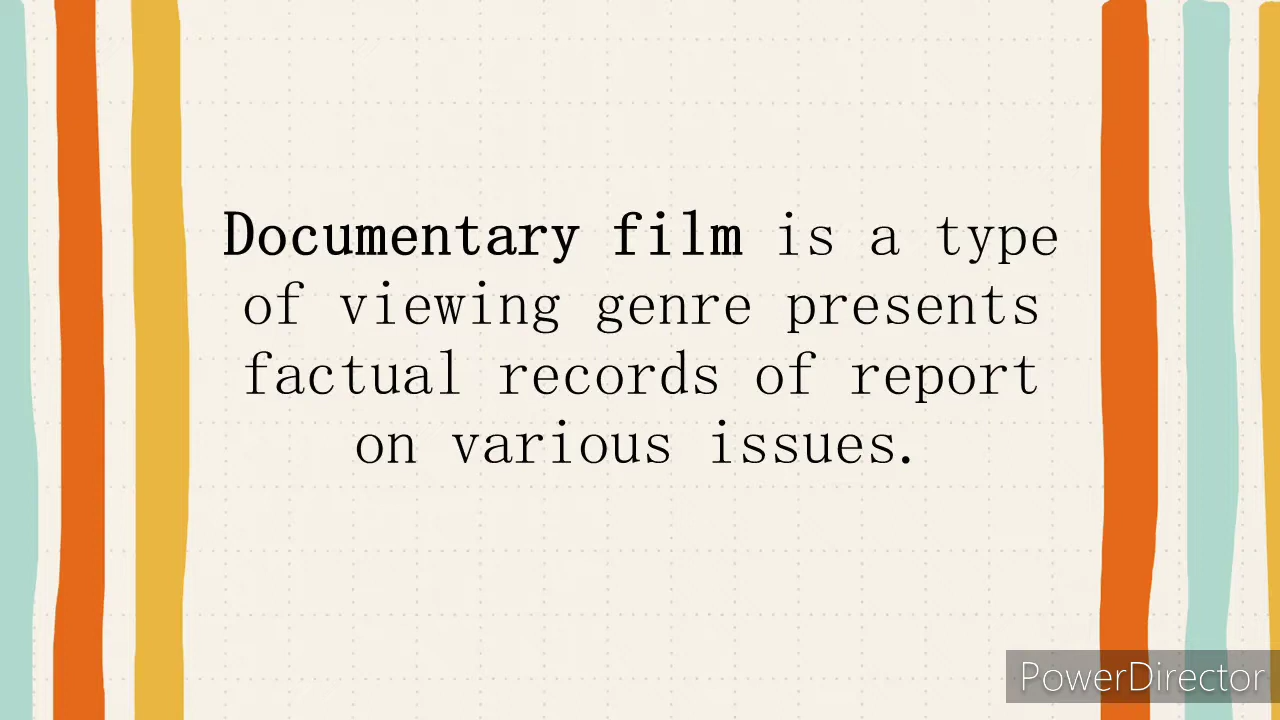 Documentary film is a type
of viewing genre presents
factual records of report
on various issues.
PowerDirector